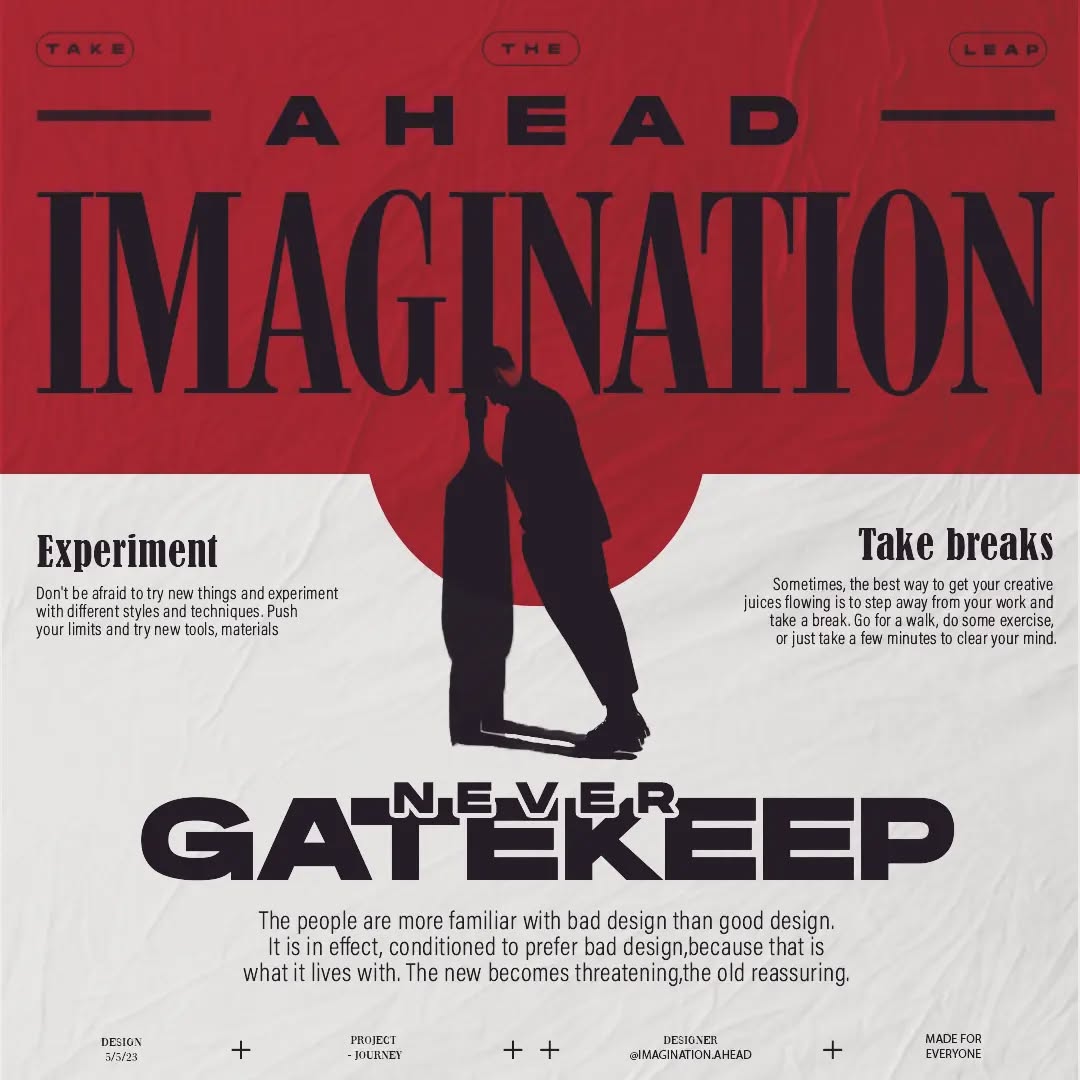 TAKE THE LEAP
AHEAD
IMAGINATION
Experiment
Don't be afraid to try new things and experiment
with different styles and techniques. Push
your limits and try new tools, materials
Take breaks
Sometimes, the best way to get your creative
juices flowing is to step away from your work and
take a break. Go for a walk, do some exercise,
or just take a few minutes to clear your mind.
NEVER
GATEKEEP
The people are more familiar with bad design than good design.
It is in effect, conditioned to prefer bad design,because that is
what it lives with. The new becomes threatening,the old reassuring.
DESIGN
5/5/23
+
PROJECT
- JOURNEY
+ +
DESIGNER
@IMAGINATION.AHEAD
+
MADE FOR
EVERYONE